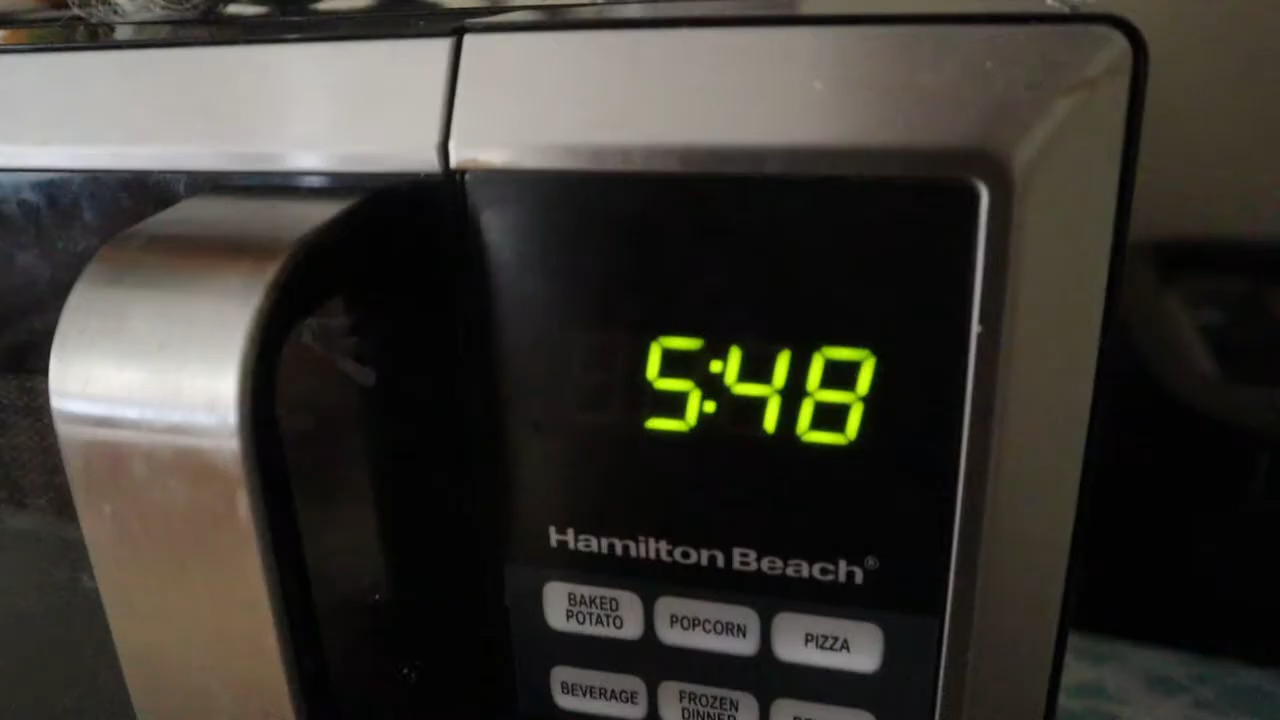 5:48
Hamilton Beach®
BAKED
POTATO
POPCORN
PIZZA
BEVERAGE
FROZEN
DINNER